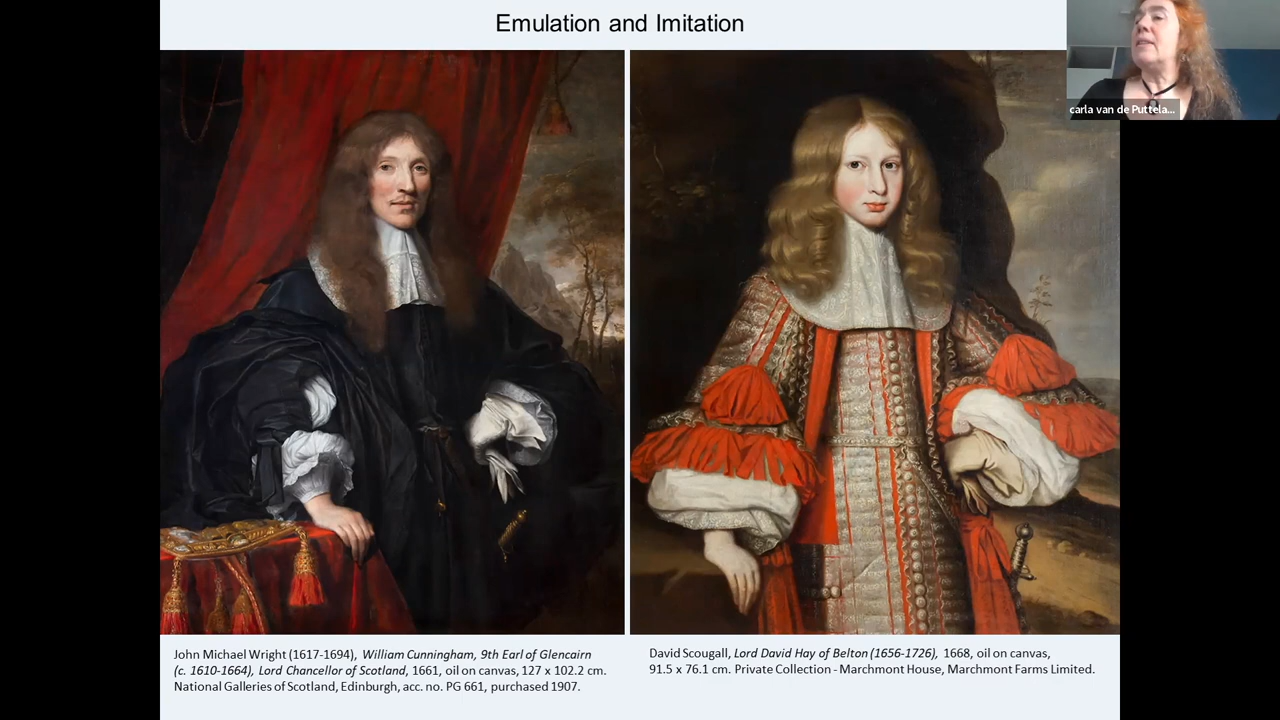 Emulation and Imitation
carla van de Puttela...
John Michael Wright (1617-1694), William Cunningham, 9th Earl of Glencairn
(c. 1610-1664), Lord Chancellor of Scotland, 1661, oil on canvas, 127 x 102.2 cm.
National Galleries of Scotland, Edinburgh, acc. no. PG 661, purchased 1907.
David Scougall, Lord David Hay of Belton (1656-1726), 1668, oil on canvas,
91.5 x 76.1 cm. Private Collection - Marchmont House, Marchmont Farms Limited.